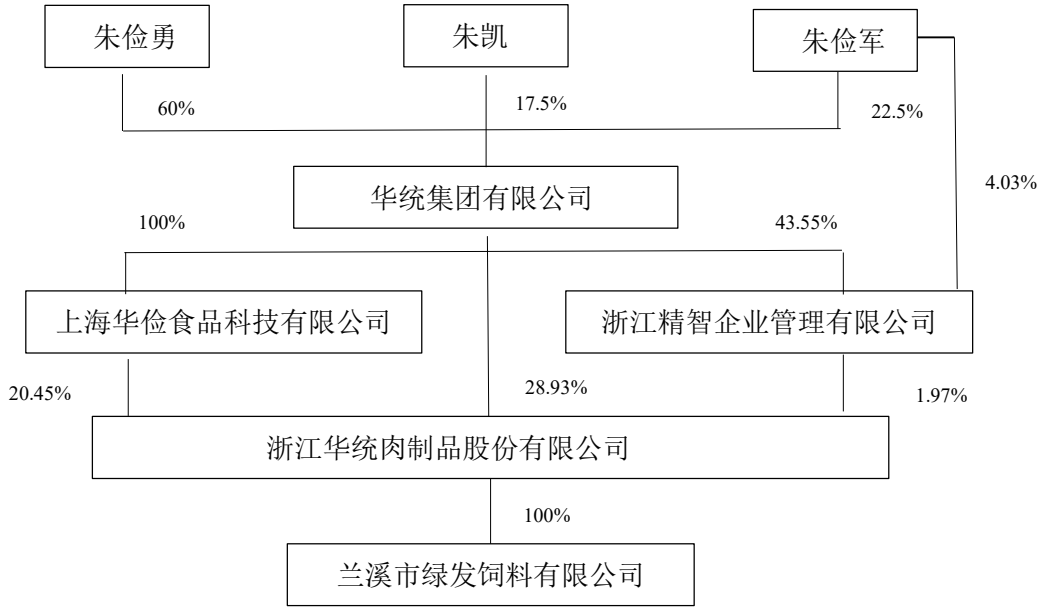 朱俭勇
朱凯
朱俭军
60%
17.5%
22.5%
华统集团有限公司
4.03%
100%
43.55%
上海华俭食品科技有限公司
浙江精智企业管理有限公司
20.45%
28.93%
1.97%
浙江华统肉制品股份有限公司
100%
兰溪市绿发饲料有限公司